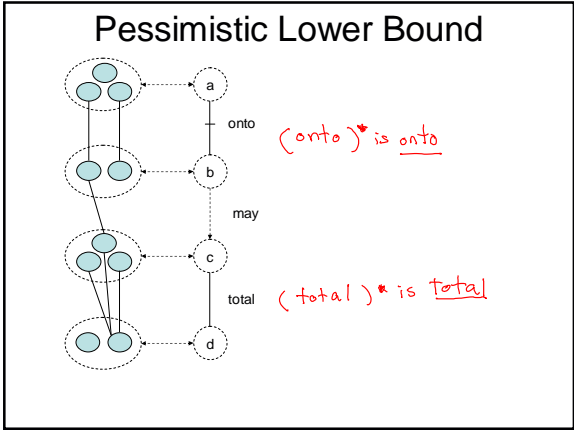 Pessimistic Lower Bound
a
onto
(onto)* is onto
b
may
c
total
(total)* is total
d